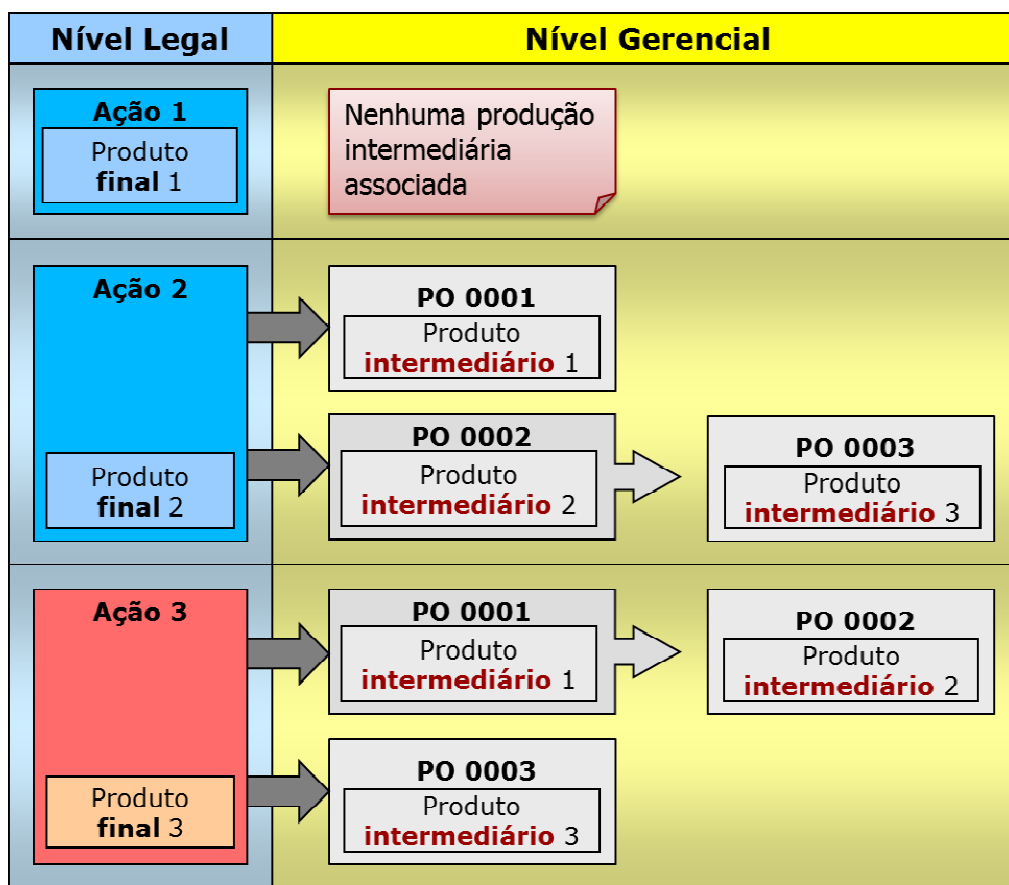 Nível Legal
Nível Gerencial
Ação 1
Produto
final 1
Nenhuma produção
intermediária
associada
Ação 2
Produto
final 2
PO 0001
Produto
intermediário 1
PO 0002
Produto
intermediário 2
PO 0003
Produto
intermediário 3
Ação 3
Produto
final 3
PO 0001
Produto
intermediário 1
PO 0002
Produto
intermediário 2
PO 0003
Produto
intermediário 3